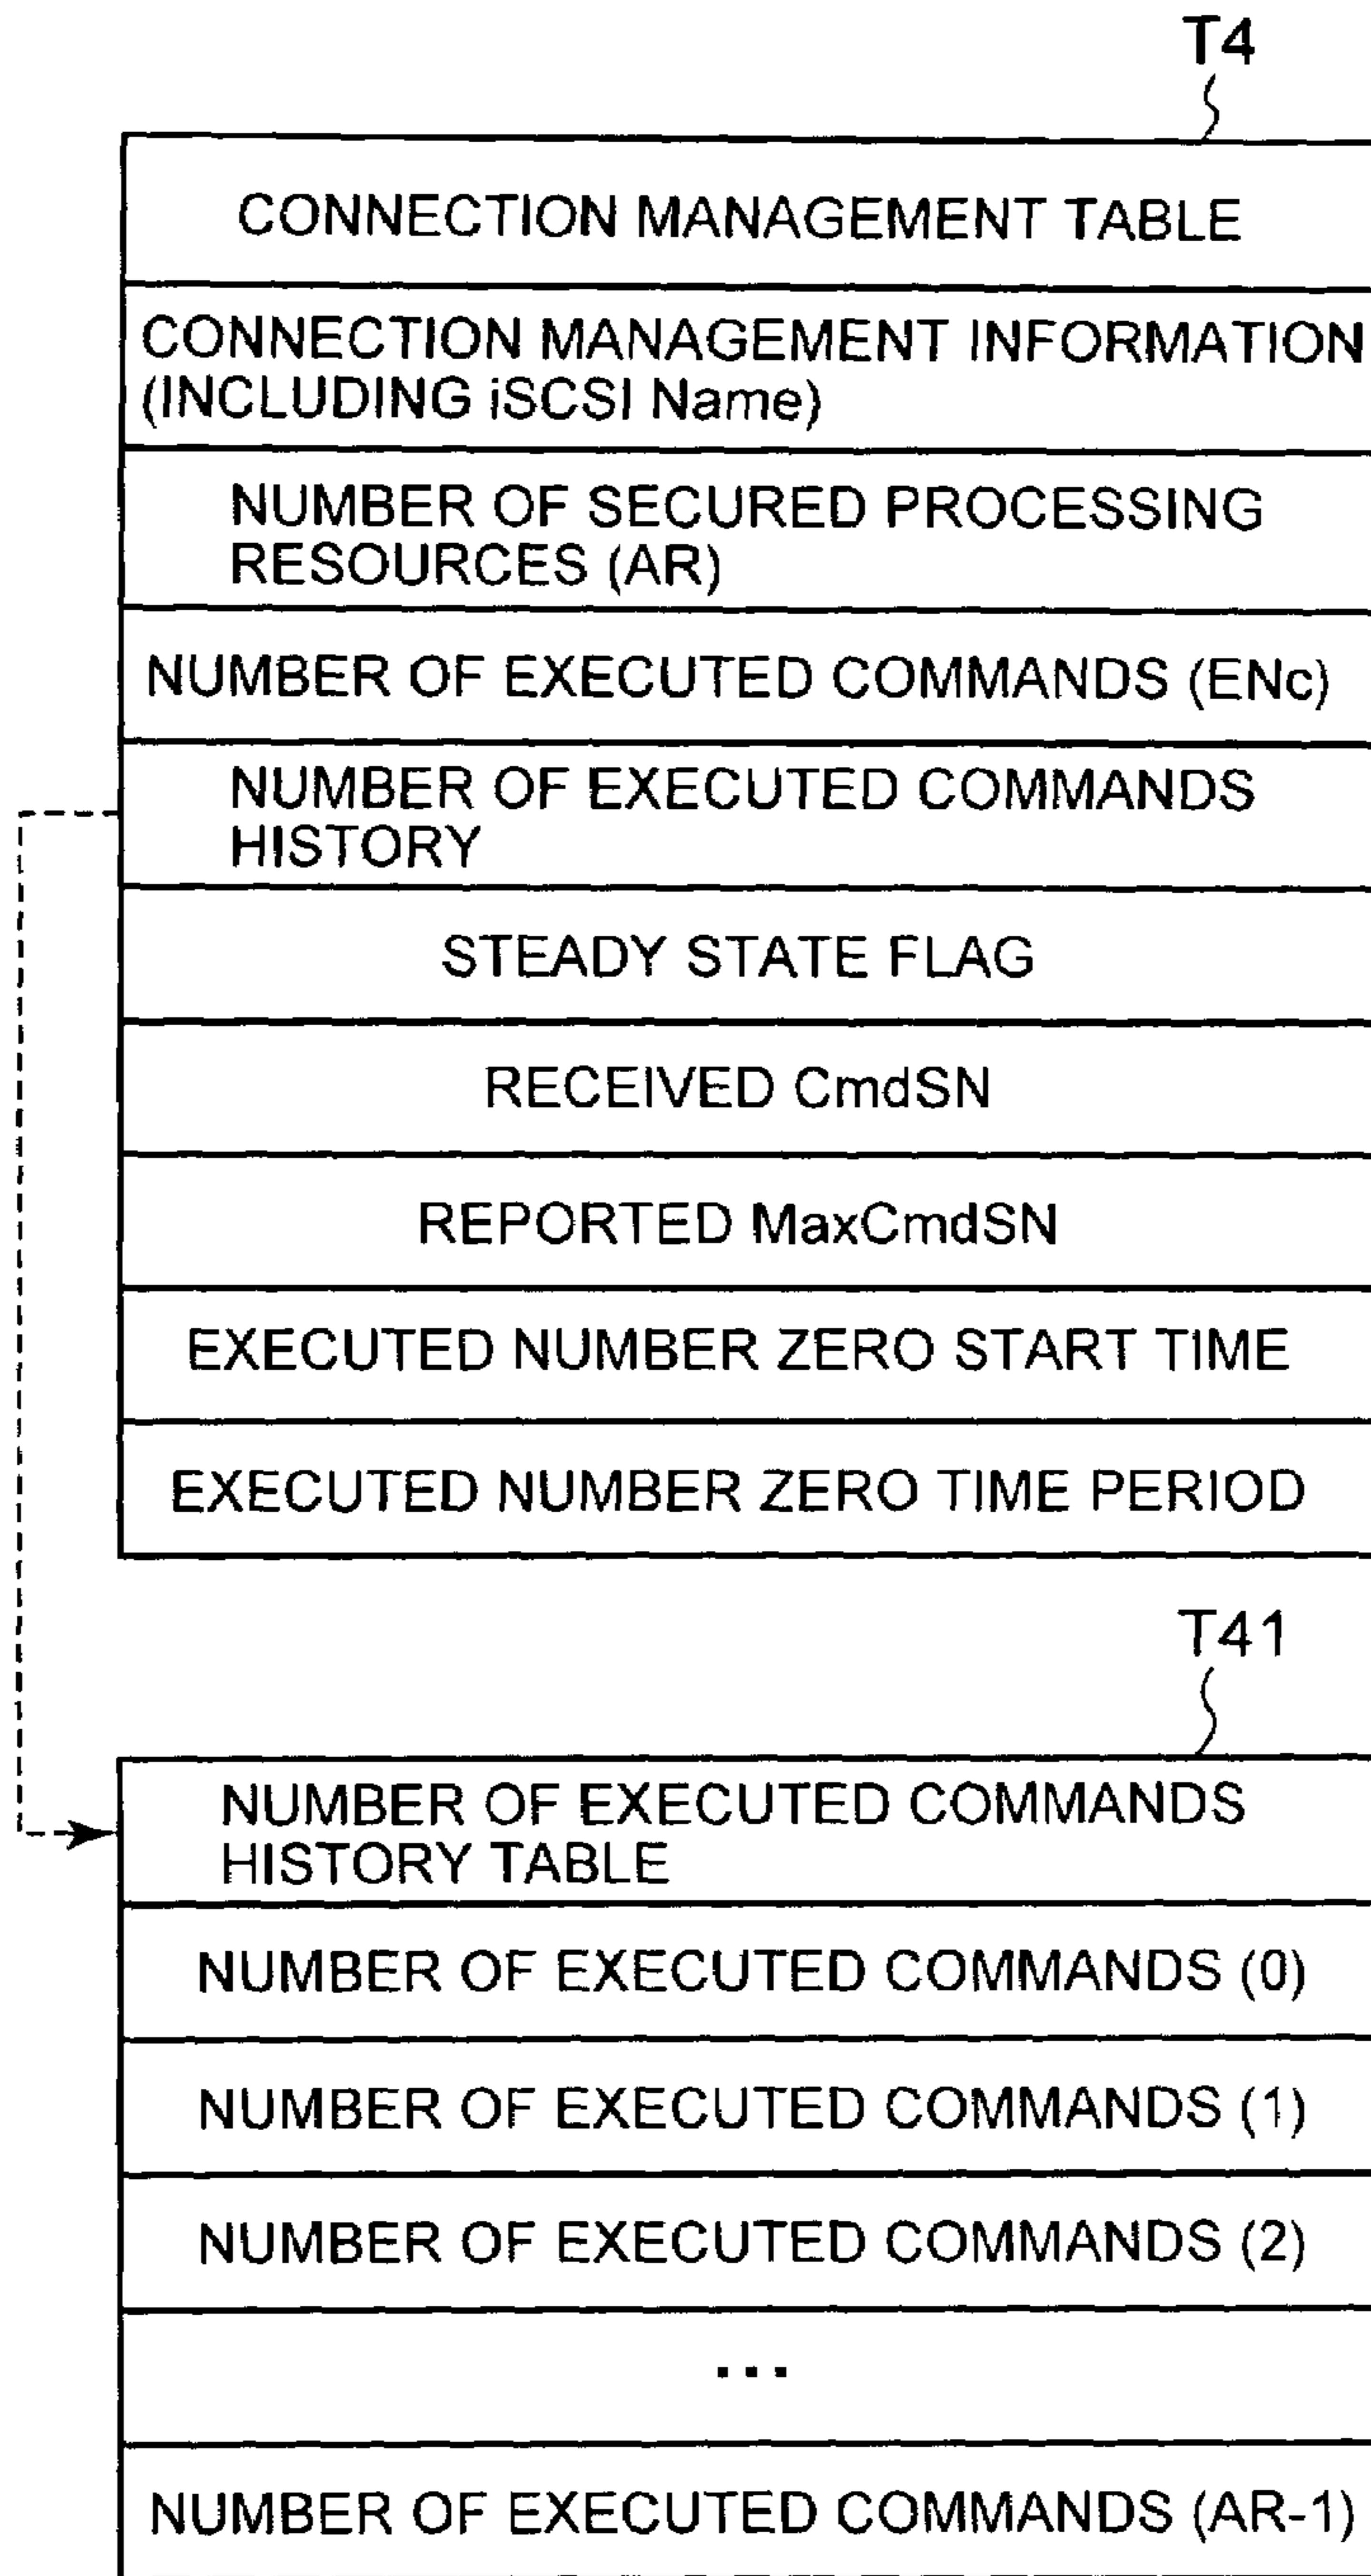 T4
CONNECTION MANAGEMENT TABLE
CONNECTION MANAGEMENT INFORMATION
(INCLUDING iSCSI Name)
NUMBER OF SECURED PROCESSING
RESOURCES (AR)
NUMBER OF EXECUTED COMMANDS (ENc)
NUMBER OF EXECUTED COMMANDS
HISTORY
STEADY STATE FLAG
RECEIVED CmdSN
REPORTED MaxCmdSN
EXECUTED NUMBER ZERO START TIME
EXECUTED NUMBER ZERO TIME PERIOD
T41
NUMBER OF EXECUTED COMMANDS
HISTORY TABLE
NUMBER OF EXECUTED COMMANDS (0)
NUMBER OF EXECUTED COMMANDS (1)
NUMBER OF EXECUTED COMMANDS (2)
...
NUMBER OF EXECUTED COMMANDS (AR-1)